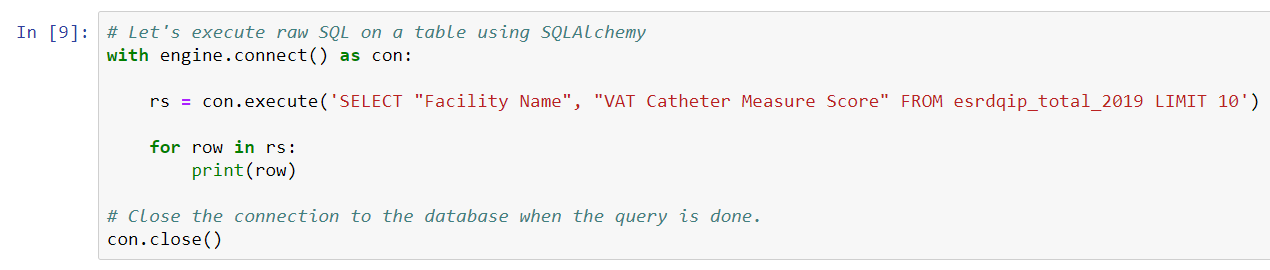 In [9]: # Let's execute raw SQL on a table using SQLAlchemy
with engine.connect() as con:
rs = con.execute('SELECT "Facility Name", "VAT Catheter Measure Score" FROM esrdqip_total_2019 LIMIT 10')
for row in rs:
print(row)
# Close the connection to the database when the query is done.
con.close()